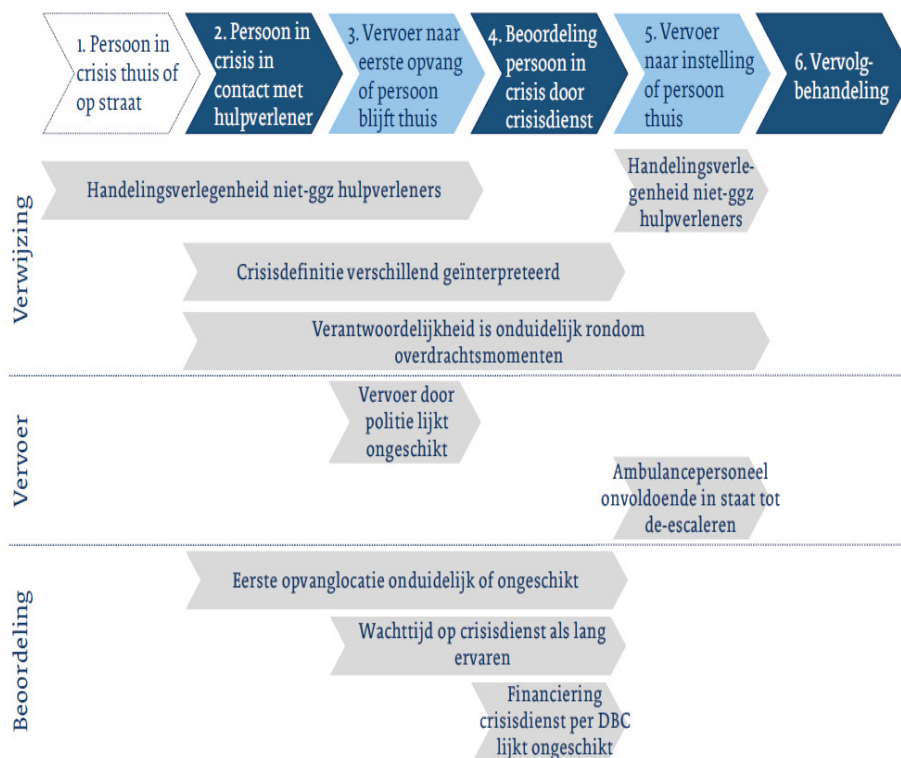 1. Persoon in
crisis thuis of
op straat
2. Persoon in
crisis in
contact met
hulpverlener
3. Vervoer naar
eerste opvang
of persoon
blijft thuis
4. Beoordeling
persoon in
crisis door
crisisdienst
5. Vervoer
naar instelling
of persoon
thuis
6. Vervolg-
behandeling
Verwijzing
Handelingsverlegenheid niet-ggz hulpverleners
Handelingsverle-
genheid niet-ggz
hulpverleners
Crisisdefinitie verschillend geïnterpreteerd
Verantwoordelijkheid is onduidelijk rondom
overdrachtsmomenten
Vervoer
Vervoer door
politie lijkt
ongeschikt
Ambulancepersoneel
onvoldoende in staat tot
de-escaleren
Beoordeling
Eerste opvanglocatie onduidelijk of ongeschikt
Wachttijd op crisisdienst als lang
ervaren
Financiering
crisisdienst per DBC
lijkt ongeschikt